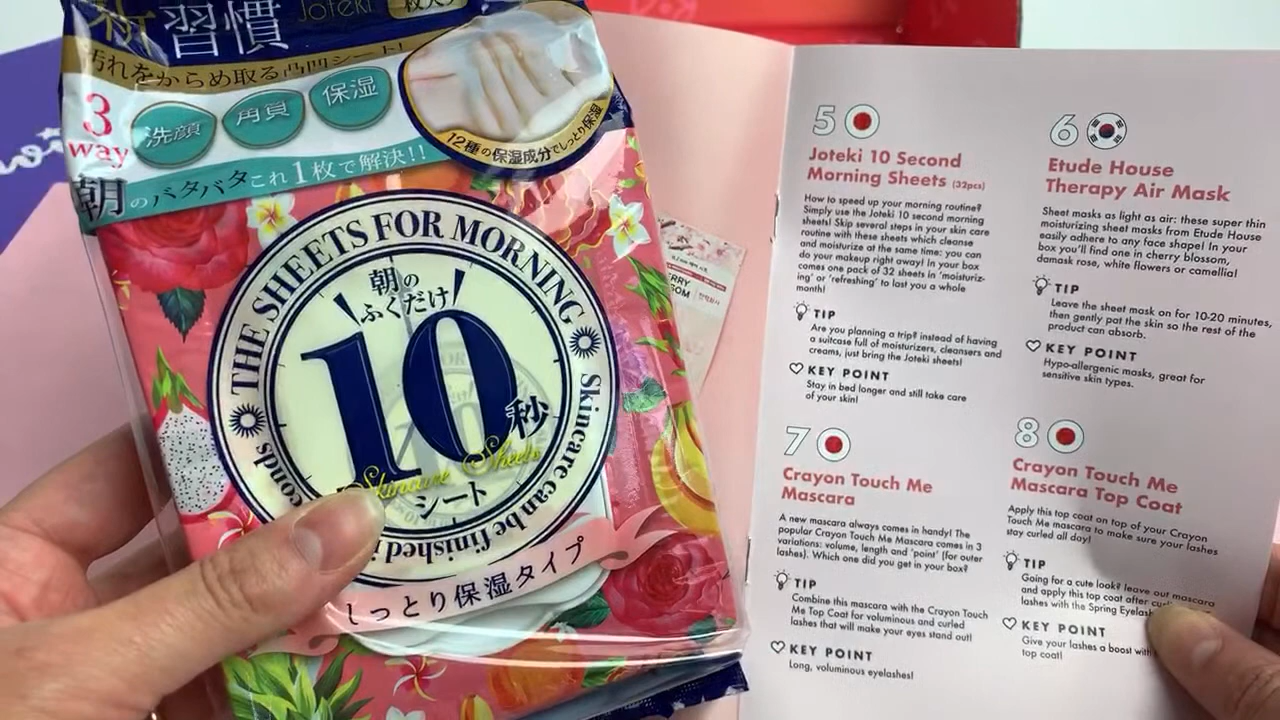 新習慣
Joteki
汚れをからめ取る凸凹シート!
3
way
洗顔
角質
保湿
12種の保湿成分でしっとり保湿
朝のバタバタこれ1枚で解決!!
THE SHEETS FOR MORNING
朝の
ふくだけ
10秒
Skincare Sheets
シート
Skincare can be finished
しっとり保湿タイプ
5
Joteki 10 Second
Morning Sheets (32pcs)
How to speed up your morning routine?
Simply use the Joteki 10 second morning
sheets! Skip several steps in your skin care
routine with these sheets which cleanse
and moisturize at the same time: you can
do your makeup right away! In your box
comes one pack of 32 sheets in 'moisturiz-
ing' or 'refreshing' to last you a whole
month!
TIP
Are you planning a trip? instead of having
a suitcase full of moisturizers, cleansers and
creams, just bring the Joteki sheets!
KEY POINT
Stay in bed longer and still take care
of your skin!
6
Etude House
Therapy Air Mask
Sheet masks as light as air: these super thin
moisturizing sheet masks from Etude House
easily adhere to any face shape! In your
box you'll find one in cherry blossom,
damask rose, white flowers or camellia!
TIP
Leave the sheet mask on for 10-20 minutes,
then gently pat the skin so the rest of the
product can absorb.
KEY POINT
Hypo-allergenic masks, great for
sensitive skin types.
7
Crayon Touch Me
Mascara
A new mascara always comes in handy! The
popular Crayon Touch Me Mascara comes in 3
variations: volume, length and 'point' (for outer
lashes). Which one did you get in your box?
TIP
Combine this mascara with the Crayon Touch
Me Top Coat for voluminous and curled
lashes that will make your eyes stand out!
KEY POINT
Long, voluminous eyelashes!
8
Crayon Touch Me
Mascara Top Coat
Apply this top coat on top of your Crayon
Touch Me mascara to make sure your lashes
stay curled all day!
TIP
Going for a cute look? leave out mascara
and apply this top coat after
lashes with the Spring
KEY POINT
Give your lashes a boost with
top coat!